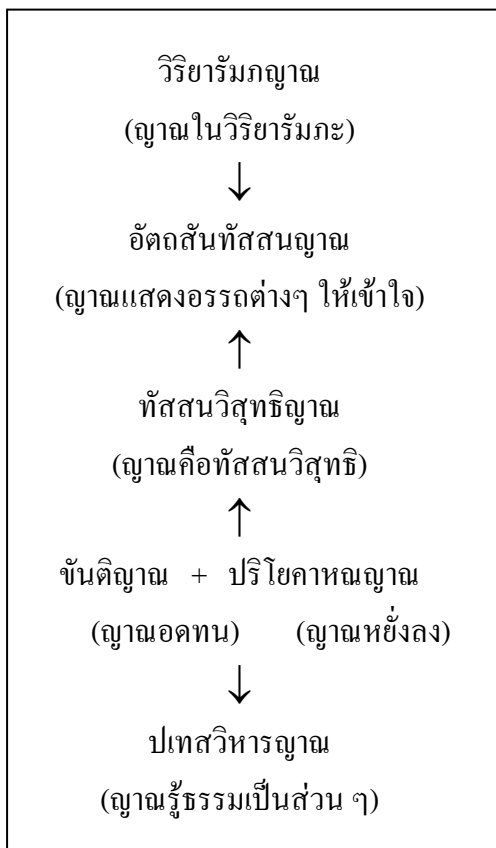 วิริยารัมภญาณ
(ญาณในวิริยารัมภะ)
↓
อัตถสันทัสสนญาณ
(ญาณแสดงอรรถต่างๆ ให้เข้าใจ)
↑
ทัสสนวิสุทธิญาณ
(ญาณคือทัสสนวิสุทธิ)
↑
ขันติญาณ + ปริโยคาหณญาณ
(ญาณอดทน) (ญาณหยั่งลง)
↓
ปเทสวิหารญาณ
(ญาณรู้ธรรมเป็นส่วน ๆ)